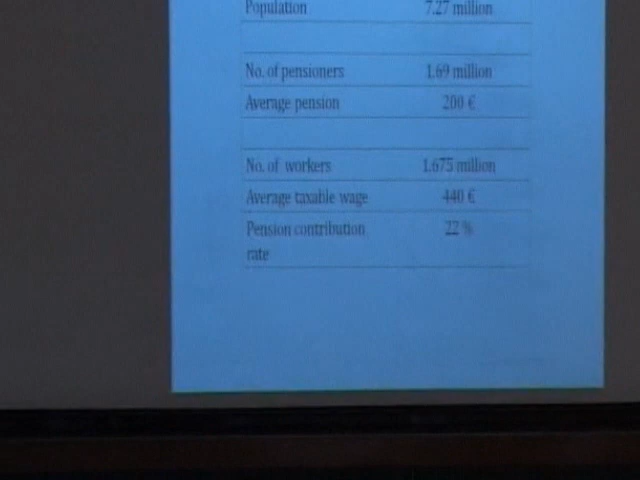 Population 7.27 million
No. of pensioners 1.69 million
Average pension 200 €
No. of workers 1.675 million
Average taxable wage 440 €
Pension contribution 22 %
rate